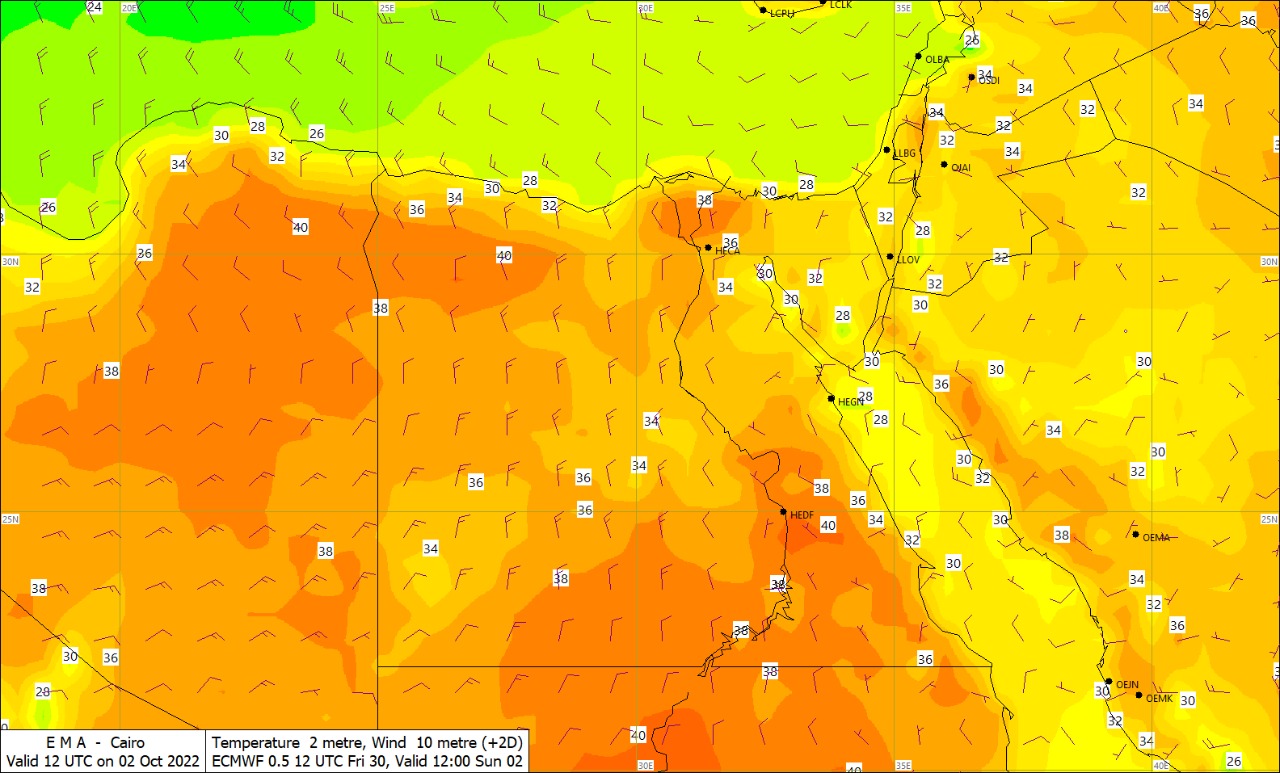 24 20E 25E 30E LCPH LCLK 35E 40E 36 36
26
OLBA
34 OSDI
34
32 34
34
30 28 26 32
32
LLBG 34
34 32 OJAI
30 28 30 28 32
26 36 34 32 38 32
40 28
36 40 HECA 36 LLOV 32
30N 30N
32 34 30 32 32
30 30
38 28
38 30 30 30
36
HEGN 28
34 28 34
30 30
36 36 34 32 32
38 36
25N 36 HEDF 34 30 25N
40
38 34 32 38 OEMA
38 38 38 30 34
32
38 36
30 36 36
38
28 OEJN
30 OEMK 30
32
40 34
30E 40 35E 40E 26
E M A - Cairo
Valid 12 UTC on 02 Oct 2022
Temperature 2 metre, Wind 10 metre (+2D)
ECMWF 0.5 12 UTC Fri 30, Valid 12:00 Sun 02